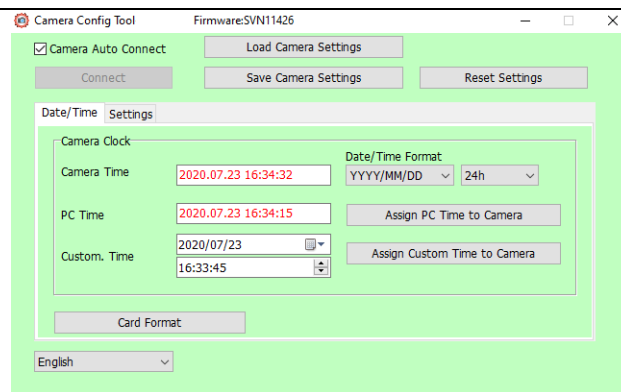 Camera Config Tool Firmware:SVN11426
Camera Auto Connect Load Camera Settings
Connect Save Camera Settings Reset Settings
Date/Time Settings
Camera Clock
Date/Time Format
Camera Time 2020.07.23 16:34:32 YYYY/MM/DD 24h
PC Time 2020.07.23 16:34:15 Assign PC Time to Camera
Custom. Time 2020/07/23
16:33:45 Assign Custom Time to Camera
Card Format
English